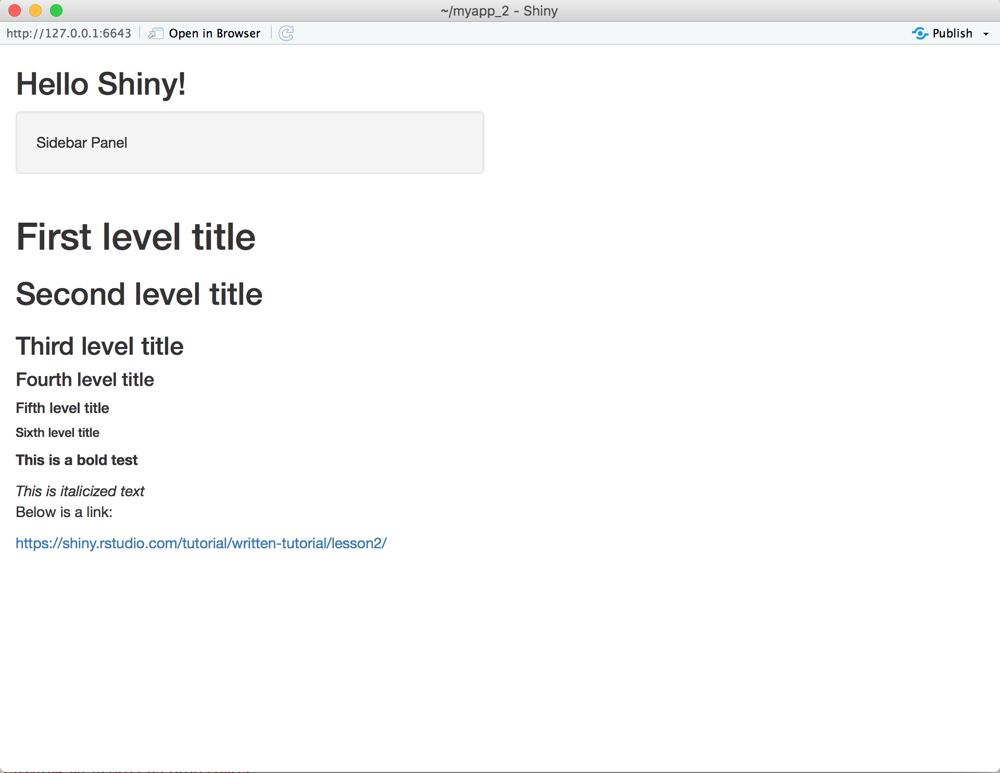 ~/myapp_2 - Shiny
http://127.0.0.1:6643 Open in Browser Publish
Hello Shiny!
Sidebar Panel
First level title
Second level title
Third level title
Fourth level title
Fifth level title
Sixth level title
This is a bold test
This is italicized text
Below is a link:
https://shiny.rstudio.com/tutorial/written-tutorial/lesson2/